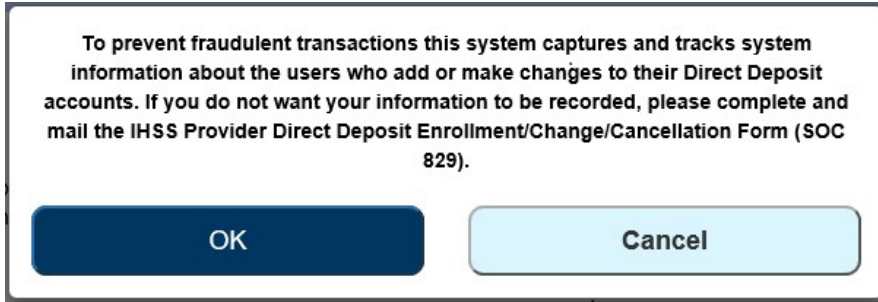 To prevent fraudulent transactions this system captures and tracks system
information about the users who add or make changes to their Direct Deposit
accounts. If you do not want your information to be recorded, please complete and
mail the IHSS Provider Direct Deposit Enrollment/Change/Cancellation Form (SOC
829).
OK
Cancel